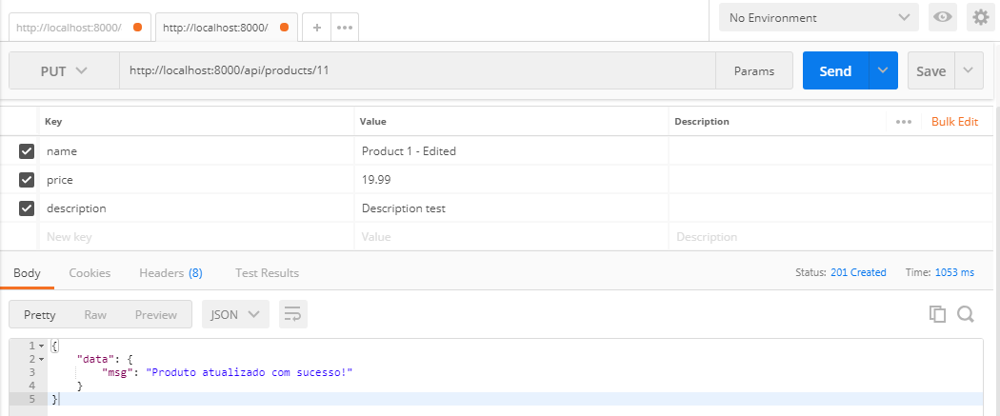 http://localhost:8000/ http://localhost:8000/ + ••• No Environment
PUT http://localhost:8000/api/products/11 Params Send Save
Key Value Description ••• Bulk Edit
name Product 1 - Edited
price 19.99
description Description test
New key Value Description
Body Cookies Headers (8) Test Results Status: 201 Created Time: 1053 ms
Pretty Raw Preview JSON
1 {
2 "data": {
3 "msg": "Produto atualizado com sucesso!"
4 }
5 }